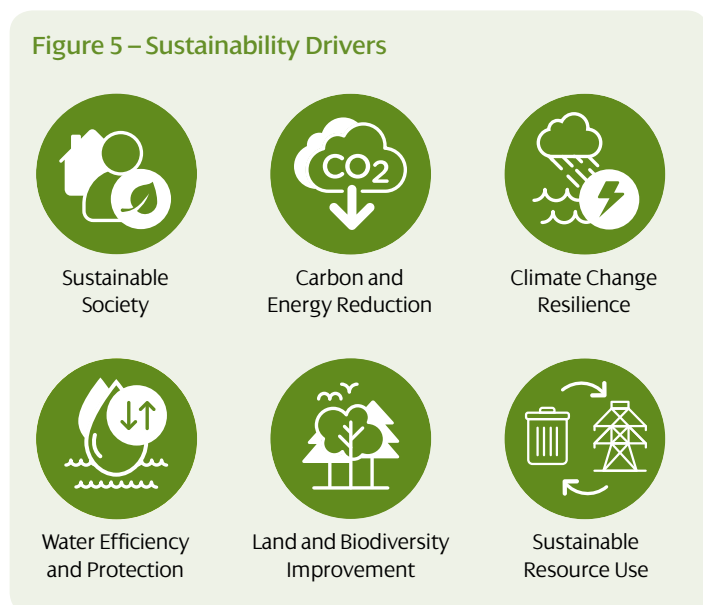 Figure 5 – Sustainability Drivers
CO2
Sustainable
Society
Carbon and
Energy Reduction
Climate Change
Resilience
Water Efficiency
and Protection
Land and Biodiversity
Improvement
Sustainable
Resource Use